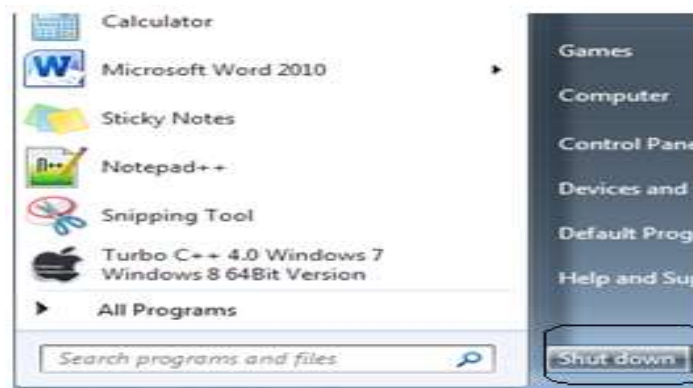 Calculator
Microsoft Word 2010
Sticky Notes
Notepad++
Snipping Tool
Turbo C++ 4.0 Windows 7
Windows 8 64Bit Version
All Programs
Search programs and files
Games
Computer
Control Pane
Devices and
Default Prog
Help and Sup
Shut down